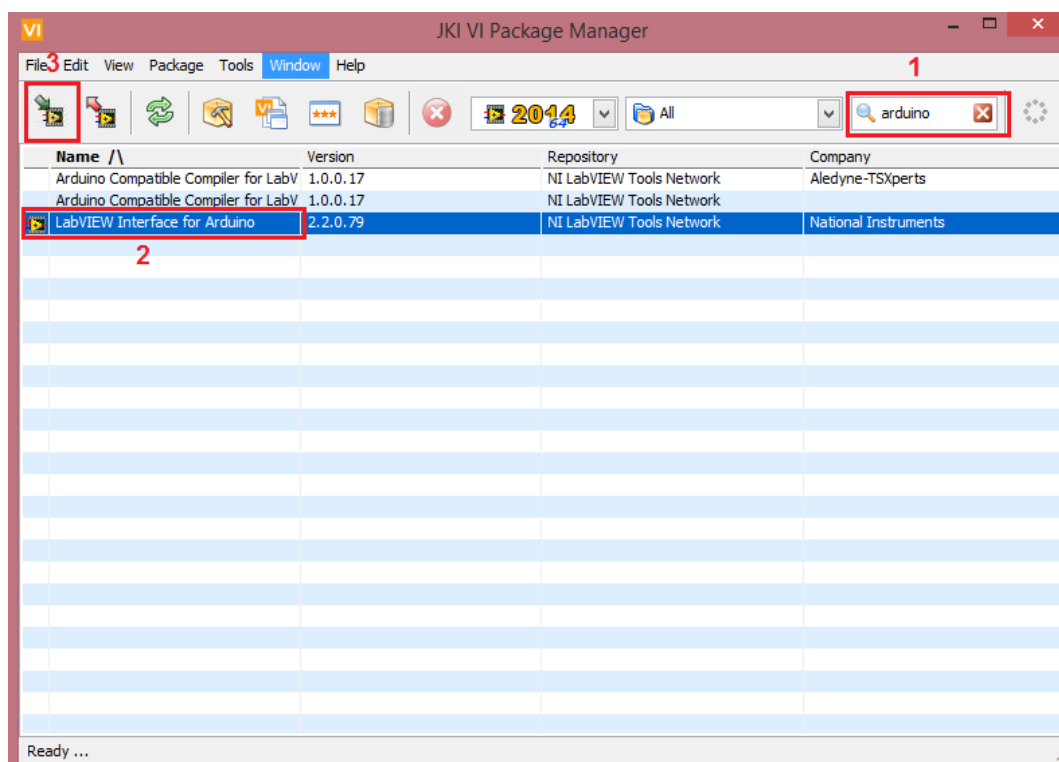 VI JKI VI Package Manager
File 3 Edit View Package Tools Window Help
1
VI *** 2014 64 All arduino
Name /\ Version Repository Company
Arduino Compatible Compiler for LabV 1.0.0.17 NI LabVIEW Tools Network Aledyne-TSXperts
Arduino Compatible Compiler for LabV 1.0.0.17 NI LabVIEW Tools Network
LabVIEW Interface for Arduino 2.2.0.79 NI LabVIEW Tools Network National Instruments
2
Ready ...